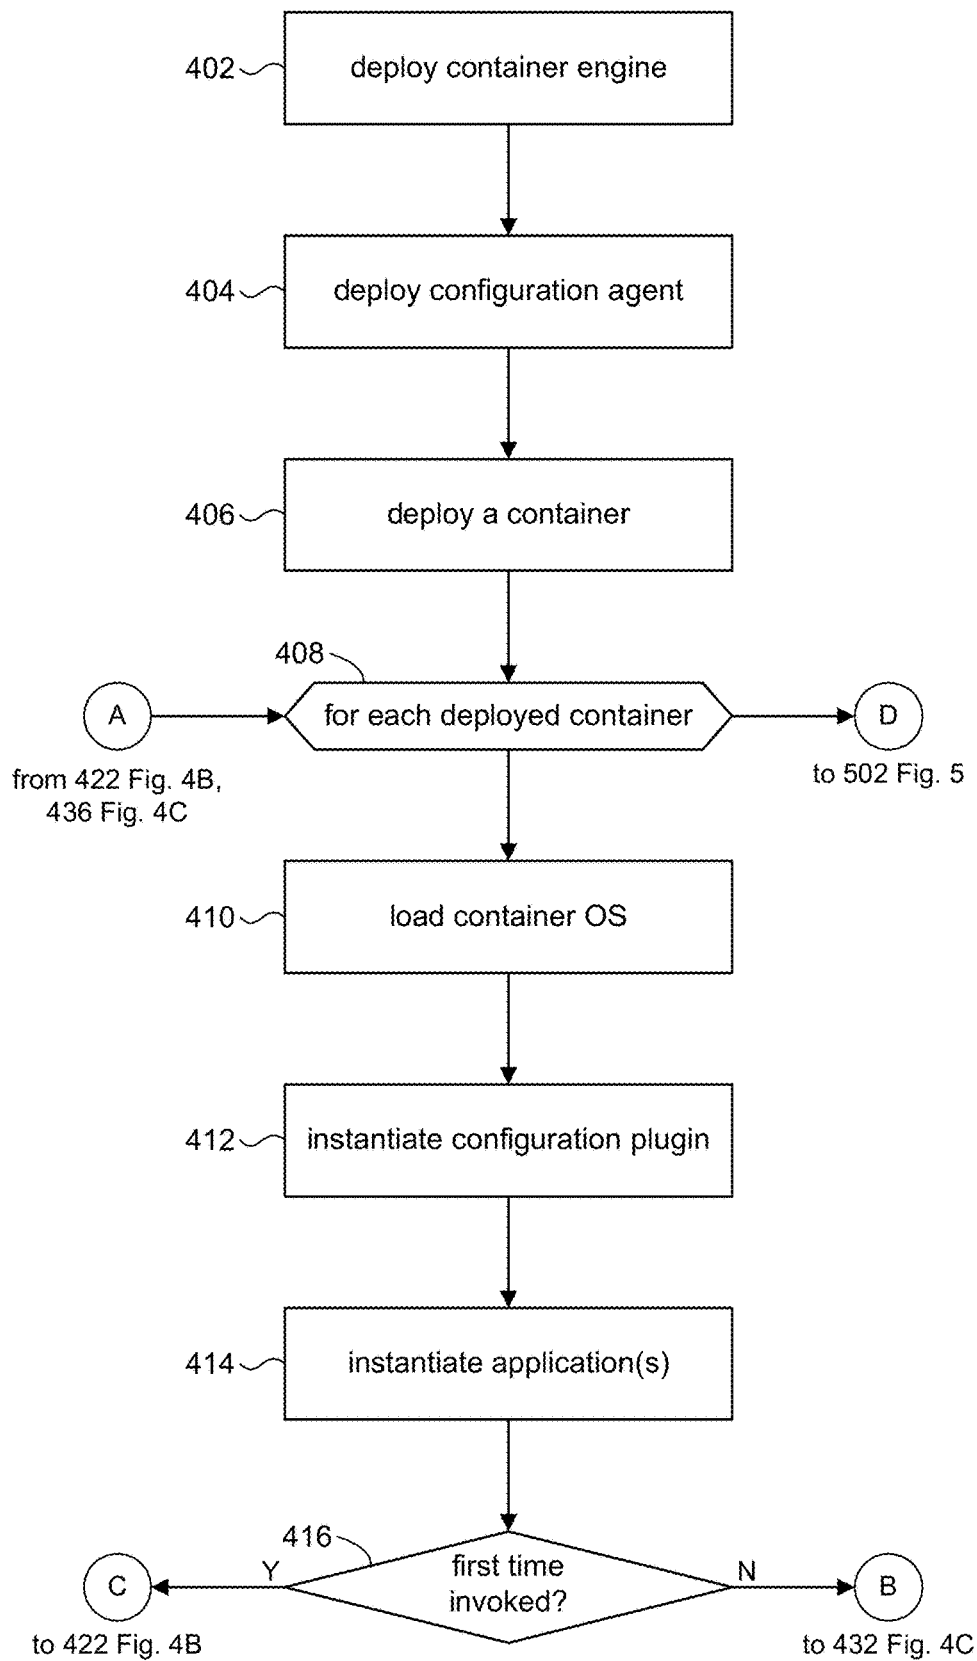 402
deploy container engine
404
deploy configuration agent
406
deploy a container
408
A
for each deployed container
D
from 422 Fig. 4B,
436 Fig. 4C
to 502 Fig. 5
410
load container OS
412
instantiate configuration plugin
414
instantiate application(s)
416
C
Y
first time
invoked?
N
B
to 422 Fig. 4B
to 432 Fig. 4C